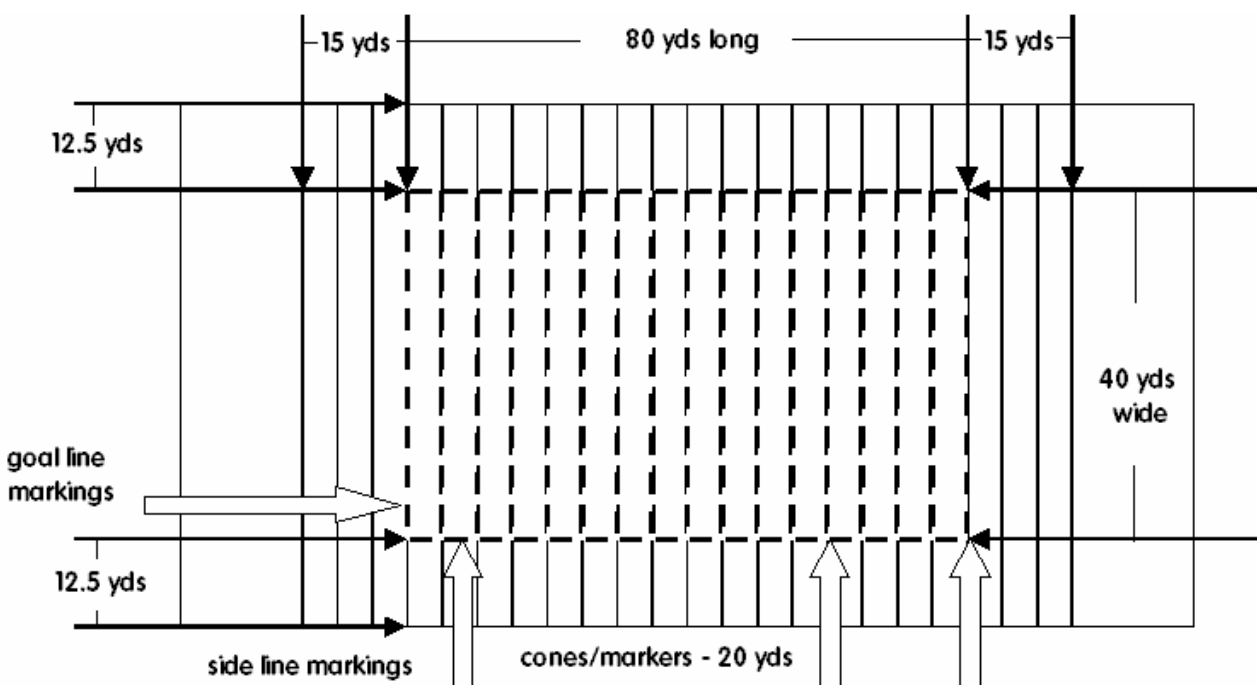 15 yds
80 yds long
15 yds
12.5 yds
40 yds
wide
goal line
markings
12.5 yds
side line markings
cones/markers - 20 yds